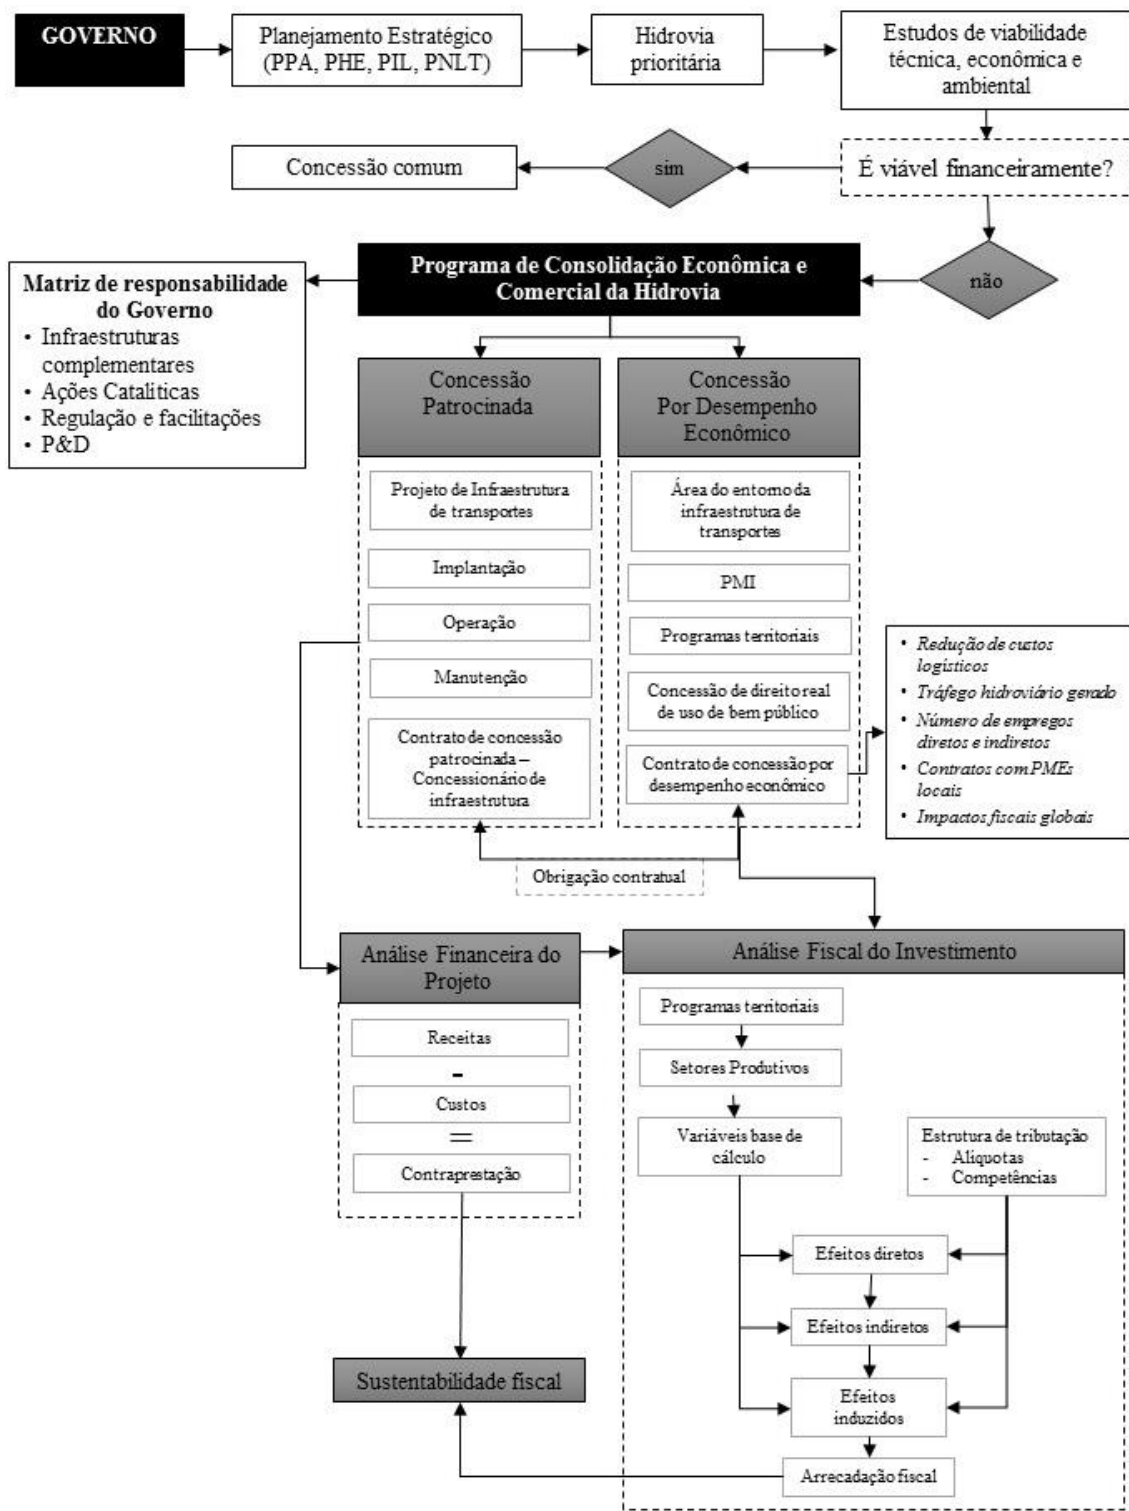 GOVERNO
Planejamento Estratégico
(PPA, PHE, PIL, PNLT)
Hidrovia
prioritária
Estudos de viabilidade
técnica, econômica e
ambiental
Concessão comum
sim
É viável financeiramente?
não
Programa de Consolidação Econômica e
Comercial da Hidrovia
Matriz de responsabilidade
do Governo
• Infraestruturas
complementares
• Ações Catalíticas
• Regulação e facilitações
• P&D
Concessão
Patrocinada
Projeto de Infraestrutura
de transportes
Implantação
Operação
Manutenção
Contrato de concessão
patrocinada –
Concessionário de
infraestrutura
Concessão
Por Desempenho
Econômico
Área do entorno da
infraestrutura de
transportes
PMI
Programas territoriais
Concessão de direito real
de uso de bem público
Contrato de concessão por
desempenho econômico
• Redução de custos
logísticos
• Tráfego hidroviário gerado
• Número de empregos
diretos e indiretos
• Contratos com PMEs
locais
• Impactos fiscais globais
Obrigação contratual
Análise Financeira do
Projeto
Receitas
-
Custos
=
Contraprestação
Análise Fiscal do Investimento
Programas territoriais
Setores Produtivos
Variáveis base de
cálculo
Estrutura de tributação
- Alíquotas
- Competências
Efeitos diretos
Efeitos indiretos
Efeitos
induzidos
Arrecadação fiscal
Sustentabilidade fiscal